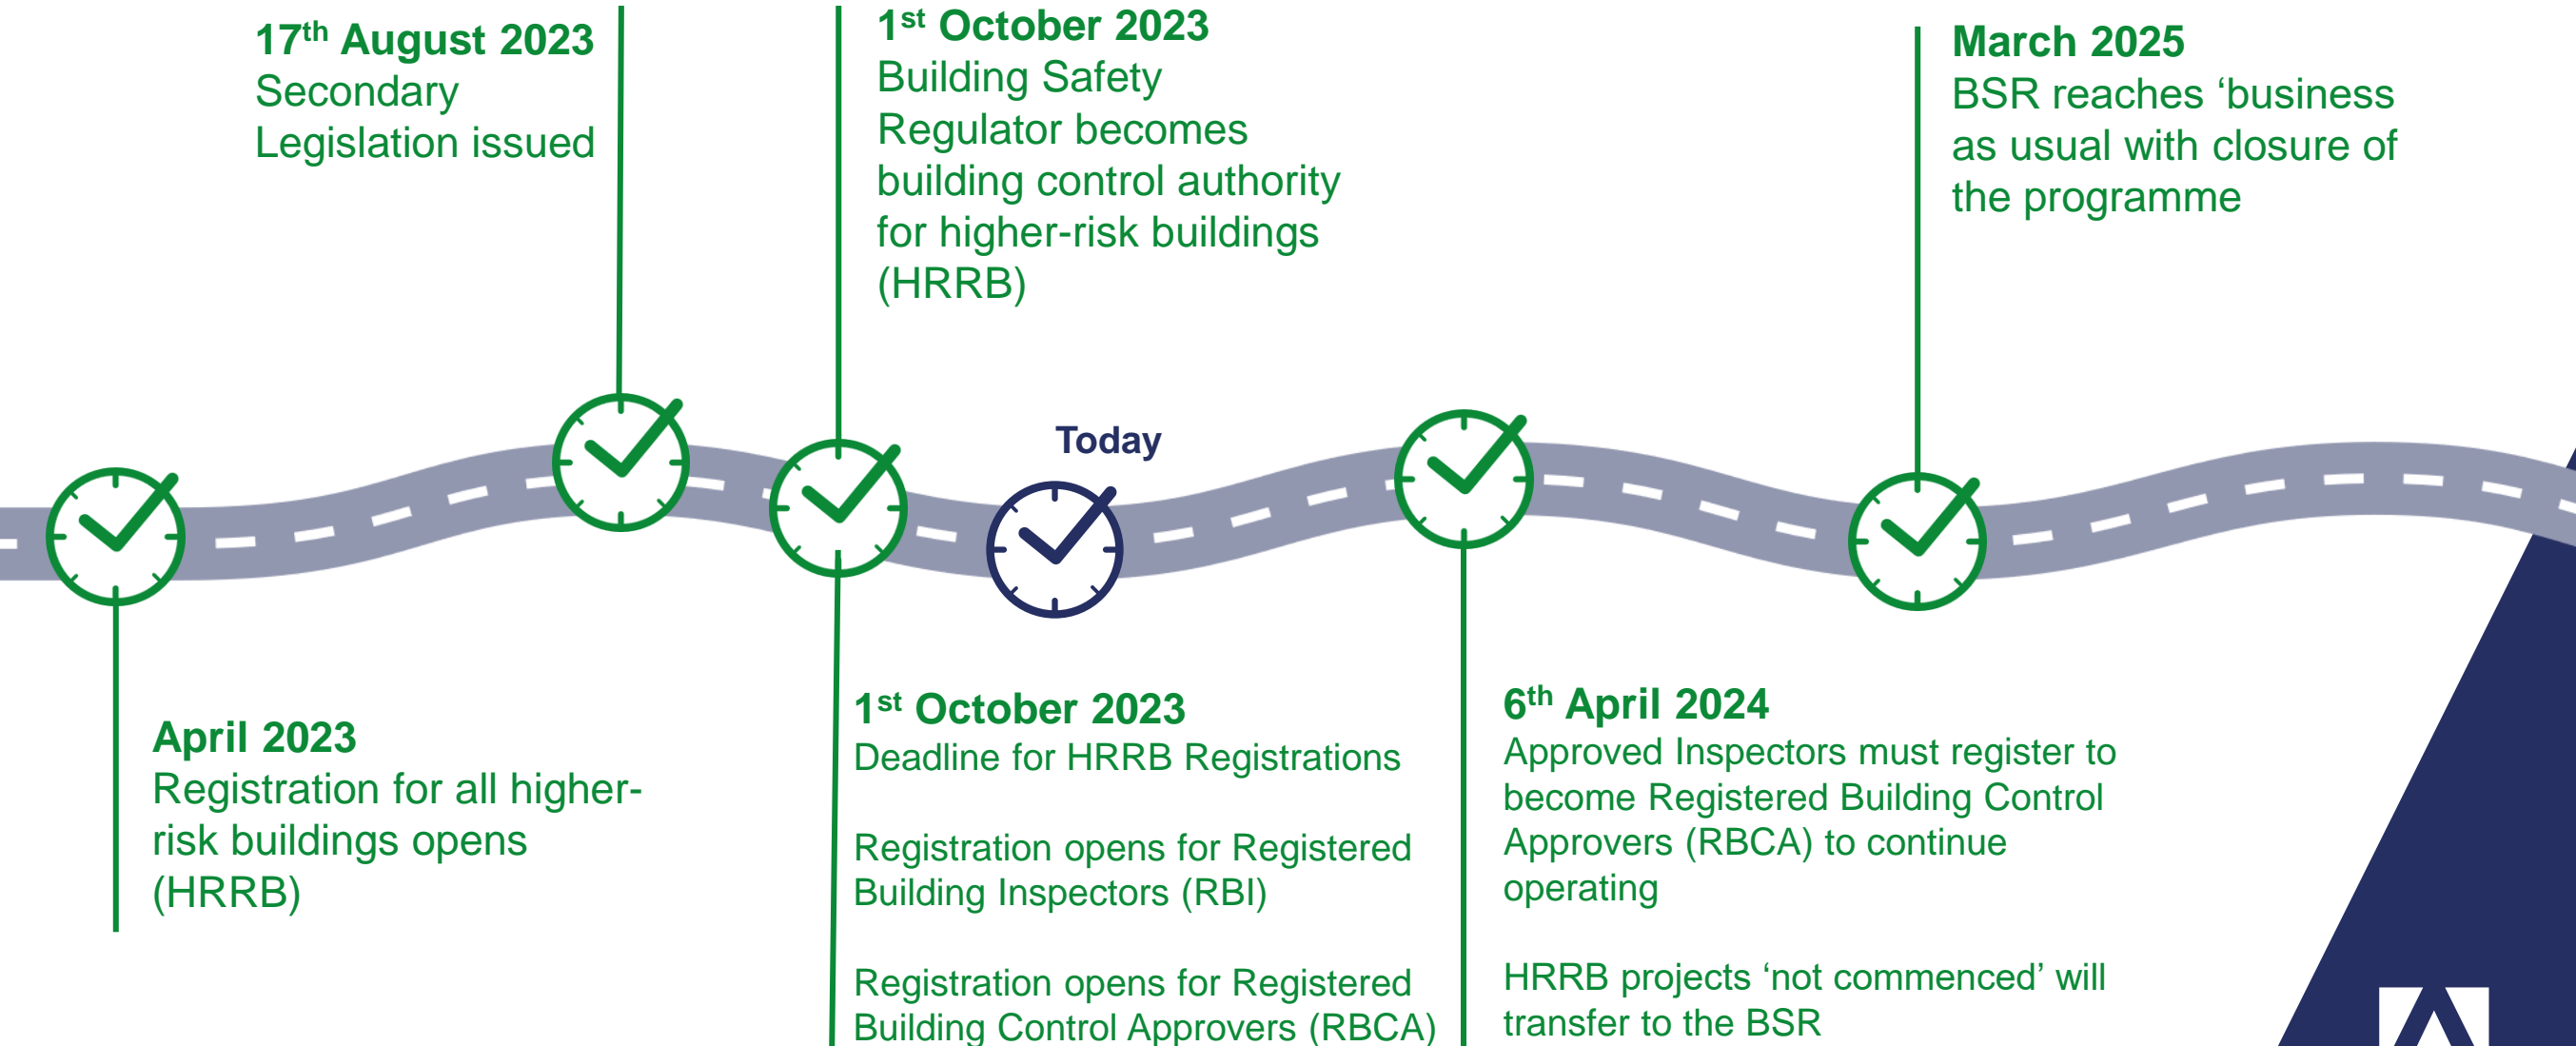 17th August 2023
Secondary
Legislation issued
1st October 2023
Building Safety
Regulator becomes
building control authority
for higher-risk buildings
(HRRB)
March 2025
BSR reaches ‘business
as usual with closure of
the programme
Today
April 2023
Registration for all higher-
risk buildings opens
(HRRB)
1st October 2023
Deadline for HRRB Registrations
Registration opens for Registered
Building Inspectors (RBI)
Registration opens for Registered
Building Control Approvers (RBCA)
6th April 2024
Approved Inspectors must register to
become Registered Building Control
Approvers (RBCA) to continue
operating
HRRB projects ‘not commenced’ will
transfer to the BSR